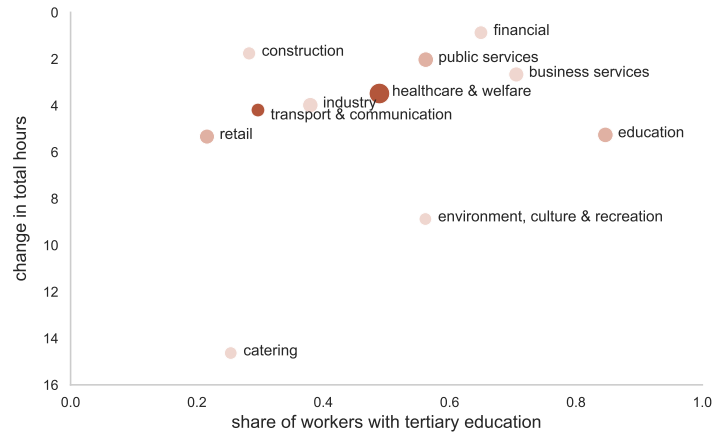 0
financial
construction
2
public services
business services
healthcare & welfare
industry
4
transport & communication
retail
education
6
change in total hours
8
environment, culture & recreation
10
12
14
catering
16
0.0 0.2 0.4 0.6 0.8 1.0
share of workers with tertiary education